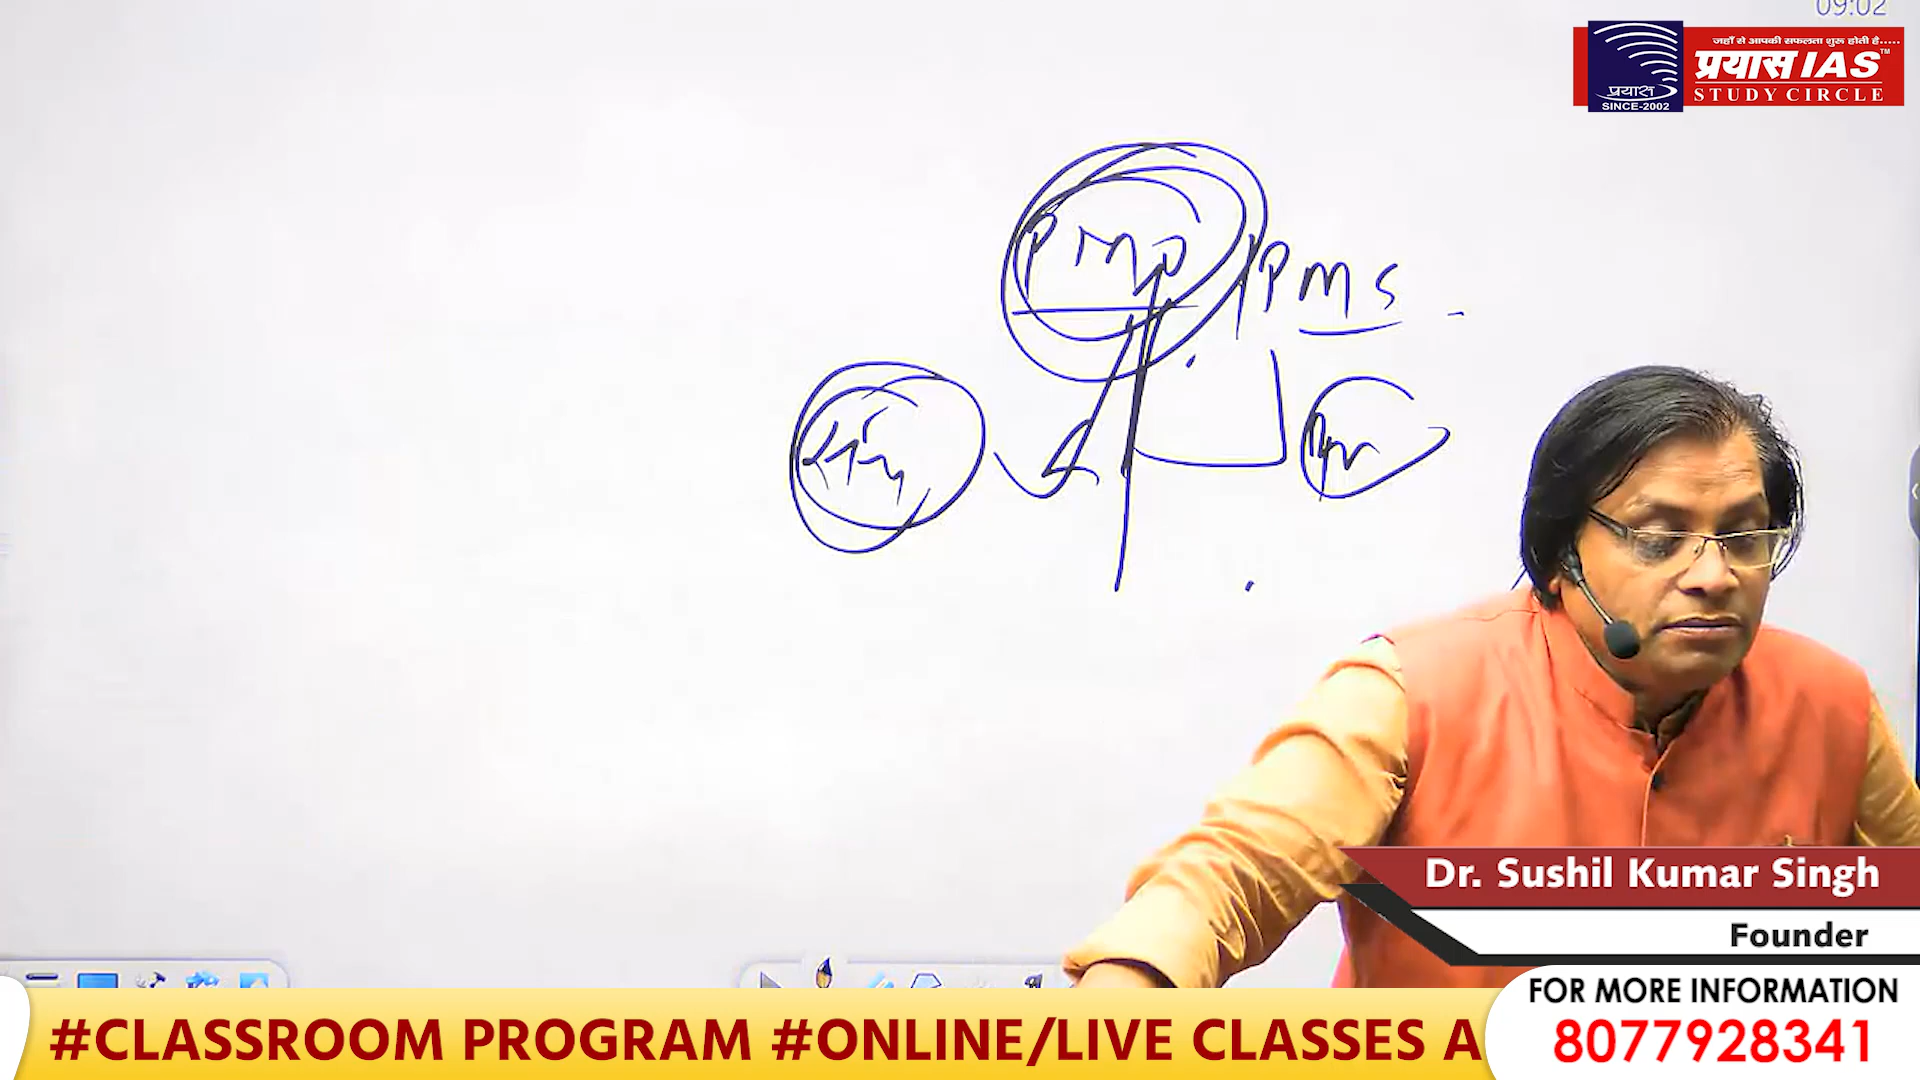 09:02
जहाँ से आपकी सफलता शुरू होती है.....
प्रयास IAS™
STUDY CIRCLE
प्रयास
SINCE-2002
PMO
PMS
Dr. Sushil Kumar Singh
Founder
FOR MORE INFORMATION
8077928341
#CLASSROOM PROGRAM #ONLINE/LIVE CLASSES A